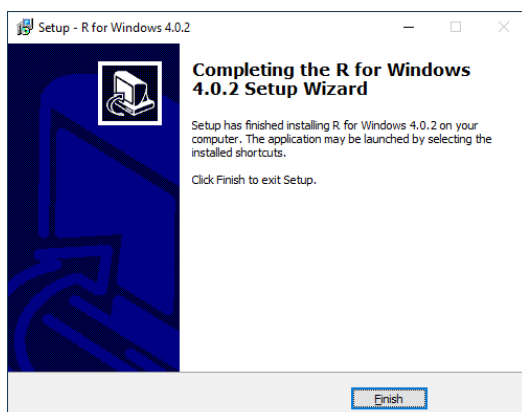 Setup - R for Windows 4.0.2
Completing the R for Windows
4.0.2 Setup Wizard
Setup has finished installing R for Windows 4.0.2 on your
computer. The application may be launched by selecting the
installed shortcuts.
Click Finish to exit Setup.
Finish